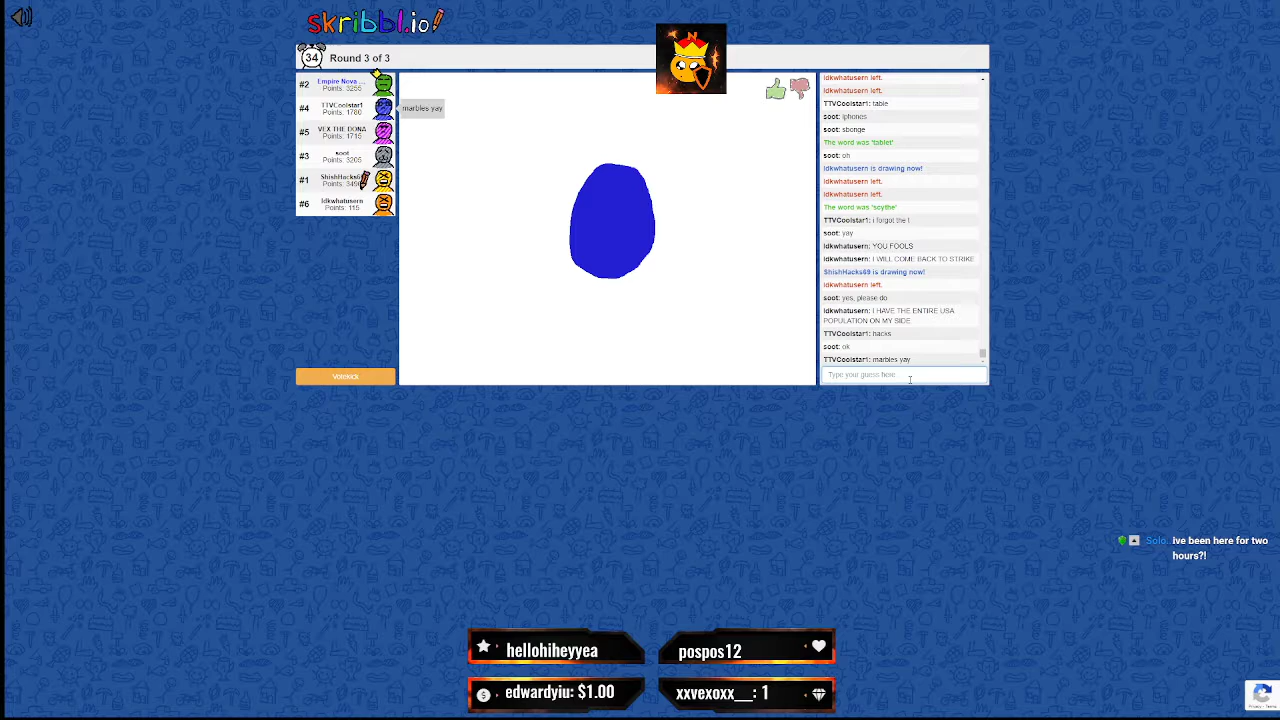 skribbl.io
N
34
Round 3 of 3
#2 Empire Nova ...
Points: 3255
#4 TTVCoolstar1
Points: 1780
#5 VEX THE DONA
Points: 1715
#3 soot
Points: 3205
#1 ShishHacks69
#6 Idkwhatusern
Points: 115
marbles yay
Votekick
Idkwhatusern left.
Idkwhatusern left.
TTVCoolstar1: table
soot: iphones
soot: sbonge
The word was 'tablet'
soot: oh
Idkwhatusern is drawing now!
Idkwhatusern left.
Idkwhatusern left.
The word was 'scythe'
TTVCoolstar1: i forgot the t
soot: yay
Idkwhatusern: YOU FOOLS
Idkwhatusern: I WILL COME BACK TO STRIKE
ShishHacks69 is drawing now!
Idkwhatusern left.
soot: yes, please do
Idkwhatusern: I HAVE THE ENTIRE USA
POPULATION ON MY SIDE
TTVCoolstar1: hacks
soot: ok
TTVCoolstar1: marbles yay
Type your guess here
Solo.. ive been here for two
hours?!
hellohiheyyea
pospos12
edwardyiu: $1.00
xxvexoxx__: 1
Privacy - Terms